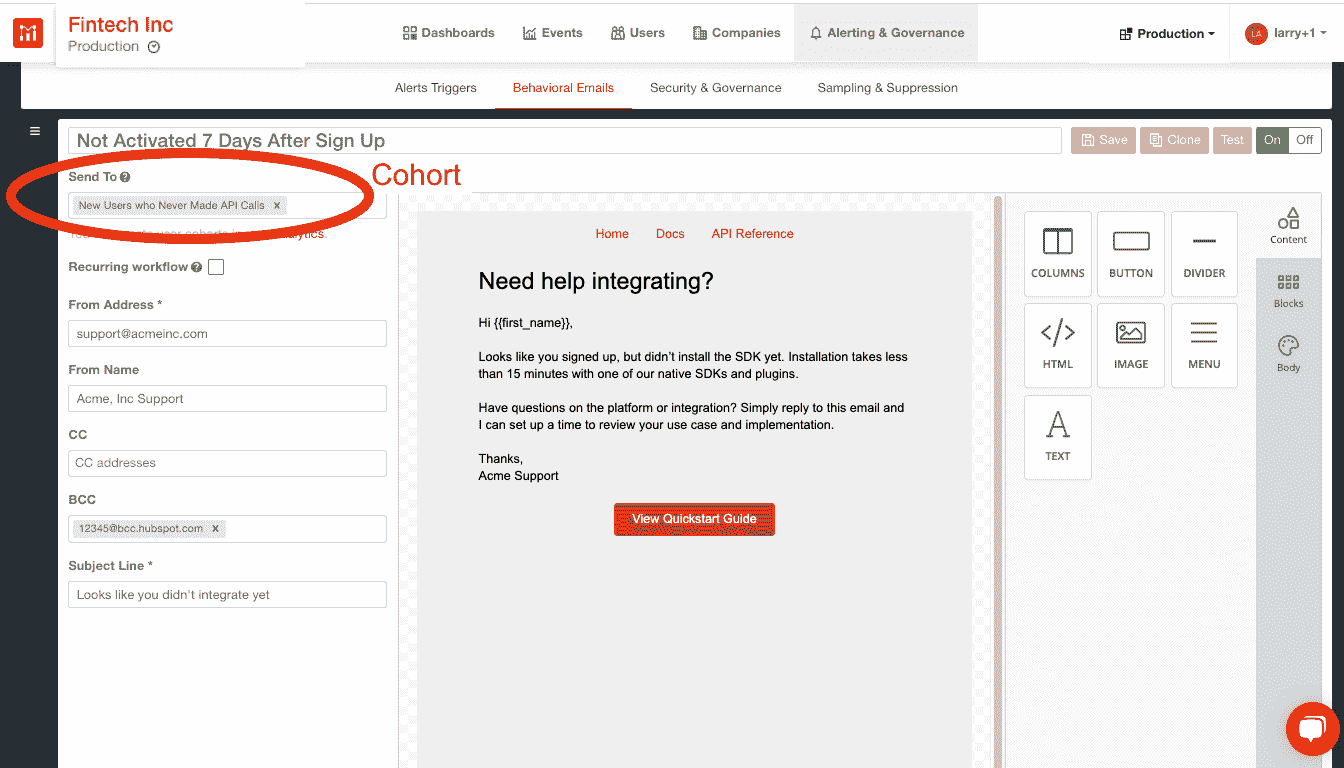 Fintech Inc
Production
Dashboards
Events
Users
Companies
Alerting & Governance
Production
LA
larry+1
Alerts Triggers
Behavioral Emails
Security & Governance
Sampling & Suppression
Not Activated 7 Days After Sign Up
Save
Clone
Test
On
Off
Send To
Cohort
New Users who Never Made API Calls x
Recurring workflow
From Address *
support@acmeinc.com
From Name
Acme, Inc Support
CC
CC addresses
BCC
12345@bcc.hubspot.com x
Subject Line *
Looks like you didn't integrate yet
Home
Docs
API Reference
Need help integrating?
Hi {{first_name}},
Looks like you signed up, but didn't install the SDK yet. Installation takes less
than 15 minutes with one of our native SDKs and plugins.
Have questions on the platform or integration? Simply reply to this email and
I can set up a time to review your use case and implementation.
Thanks,
Acme Support
View Quickstart Guide
COLUMNS
BUTTON
DIVIDER
HTML
IMAGE
MENU
TEXT
Content
Blocks
Body